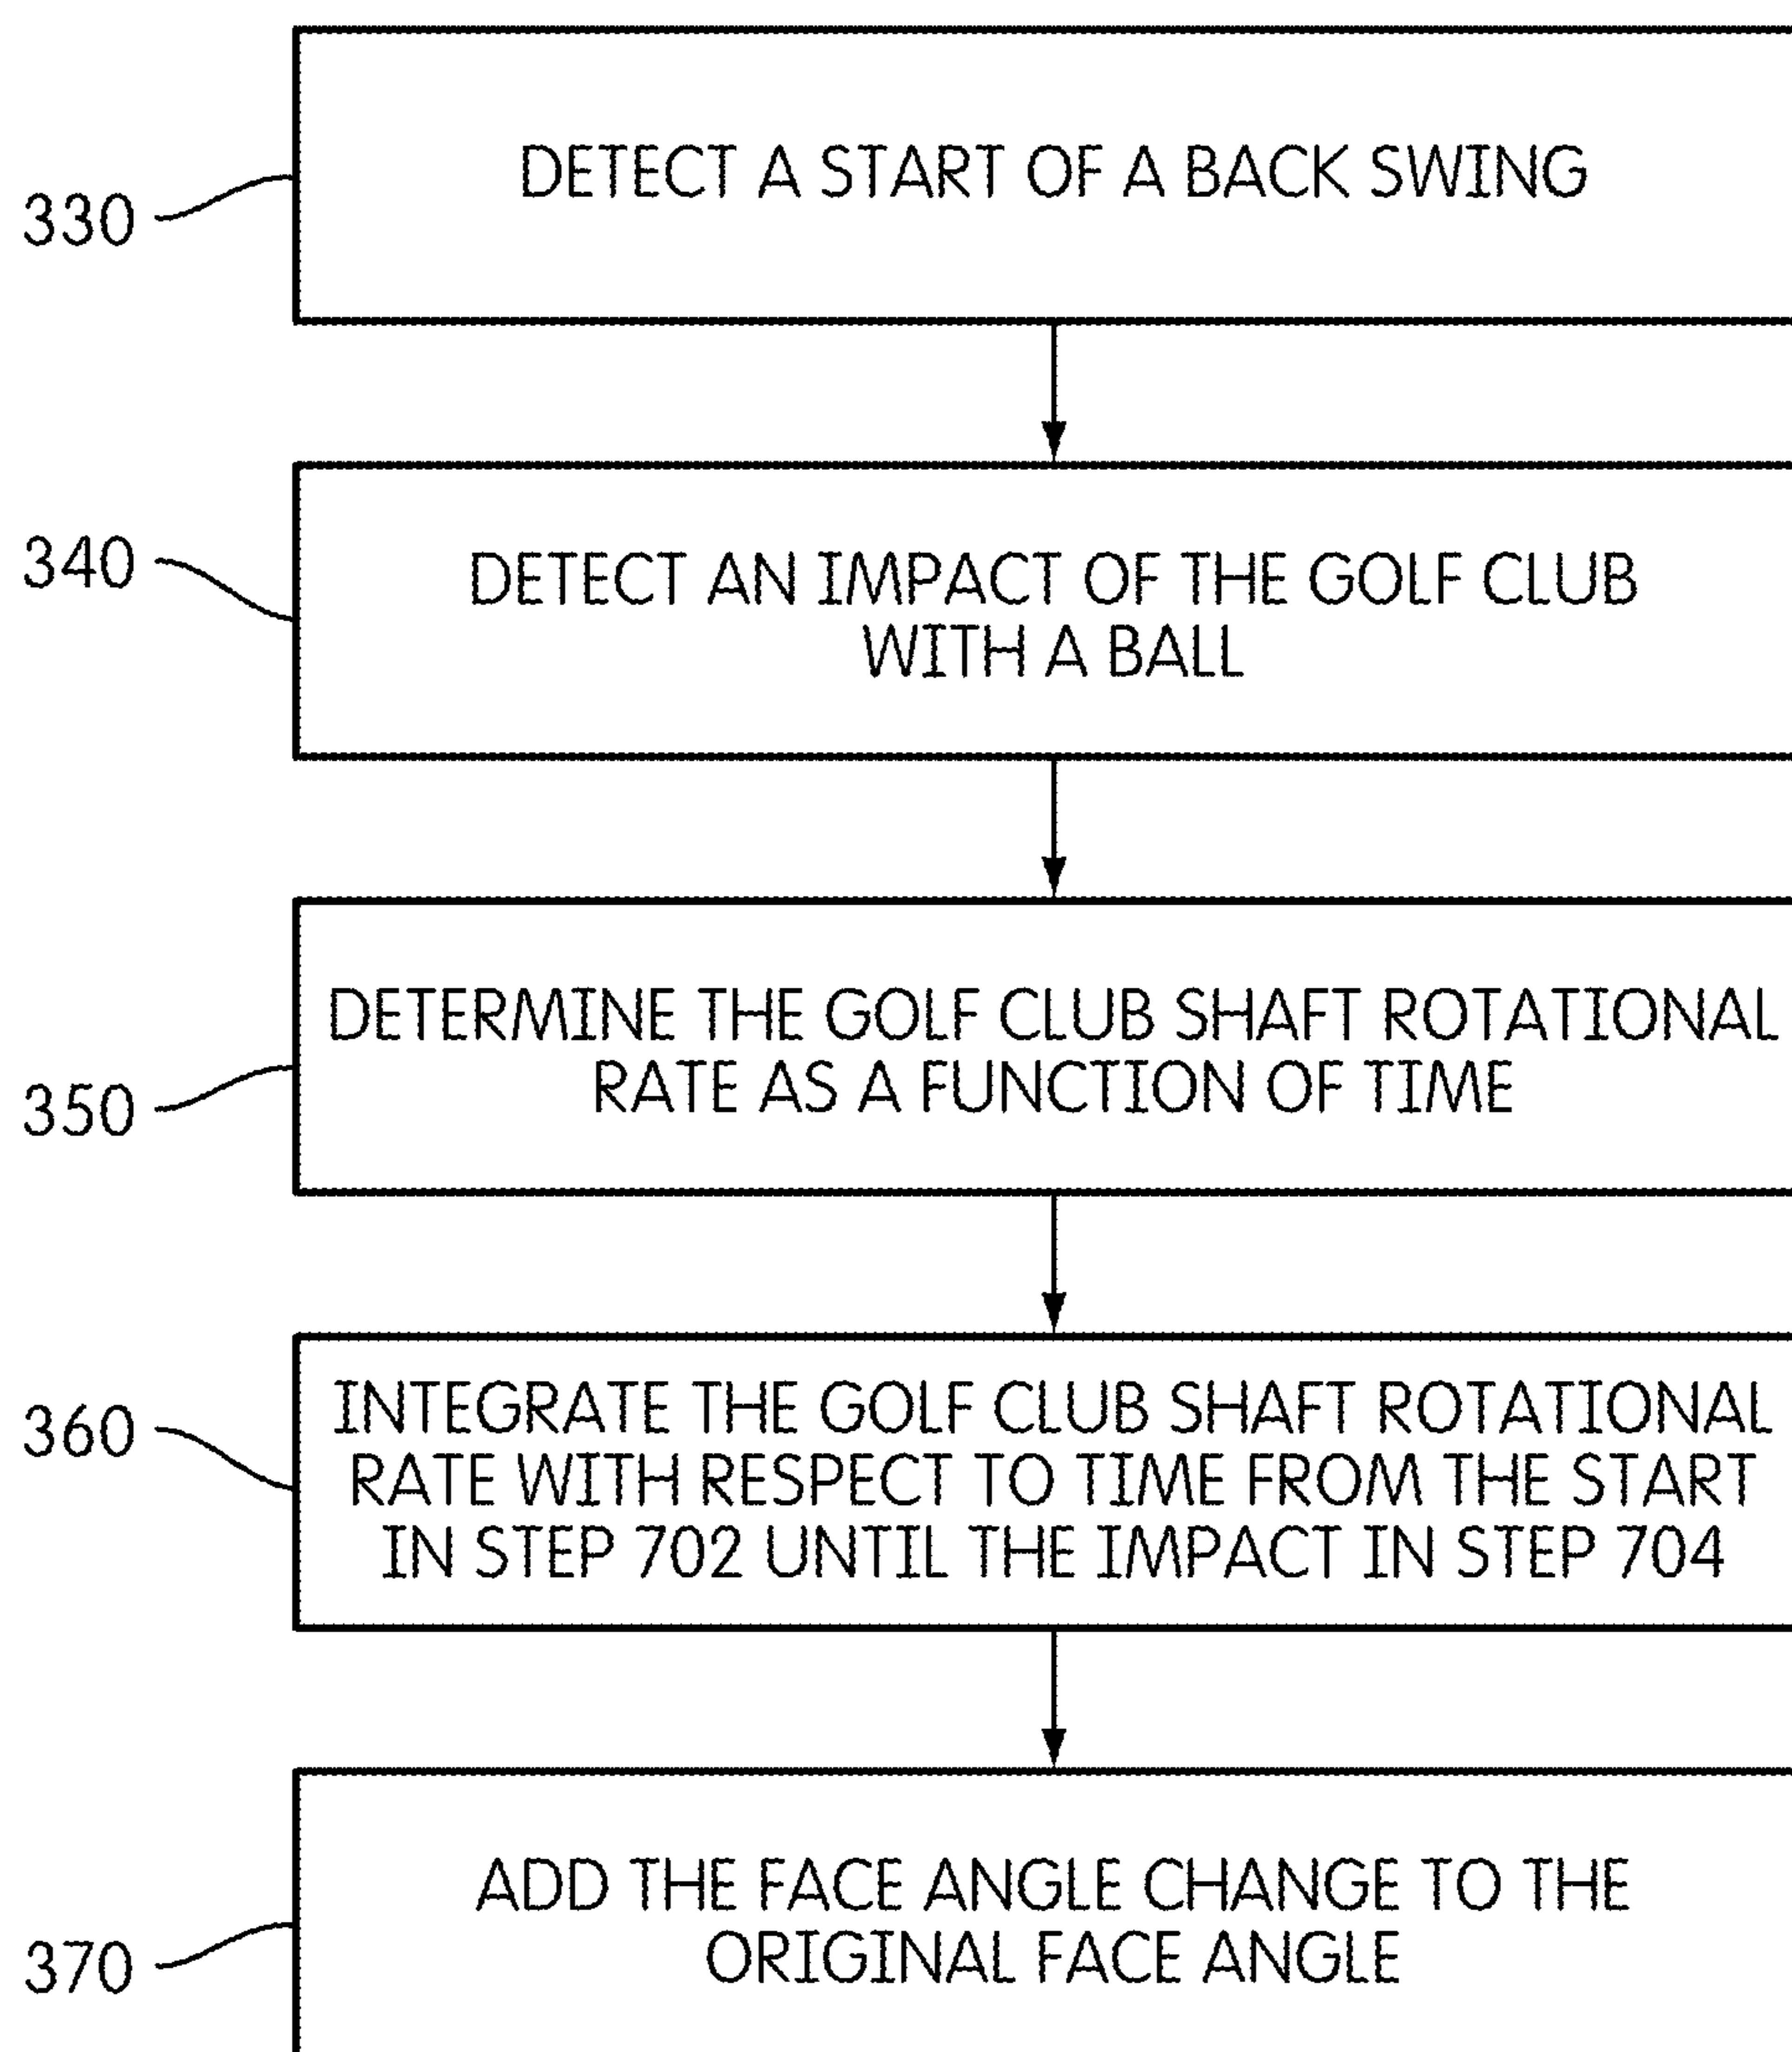 330
DETECT A START OF A BACK SWING
340
DETECT AN IMPACT OF THE GOLF CLUB
WITH A BALL
350
DETERMINE THE GOLF CLUB SHAFT ROTATIONAL
RATE AS A FUNCTION OF TIME
360
INTEGRATE THE GOLF CLUB SHAFT ROTATIONAL
RATE WITH RESPECT TO TIME FROM THE START
IN STEP 702 UNTIL THE IMPACT IN STEP 704
370
ADD THE FACE ANGLE CHANGE TO THE
ORIGINAL FACE ANGLE